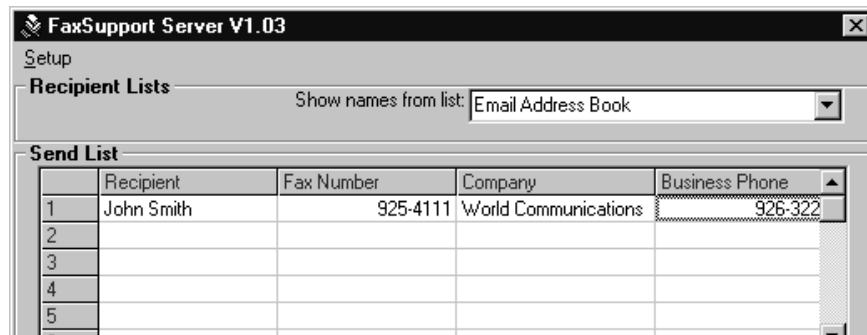 FaxSupport Server V1.03
Setup
Recipient Lists
Show names from list: Email Address Book
Send List
Recipient Fax Number Company Business Phone
1 John Smith 925-4111 World Communications 926-322
2
3
4
5